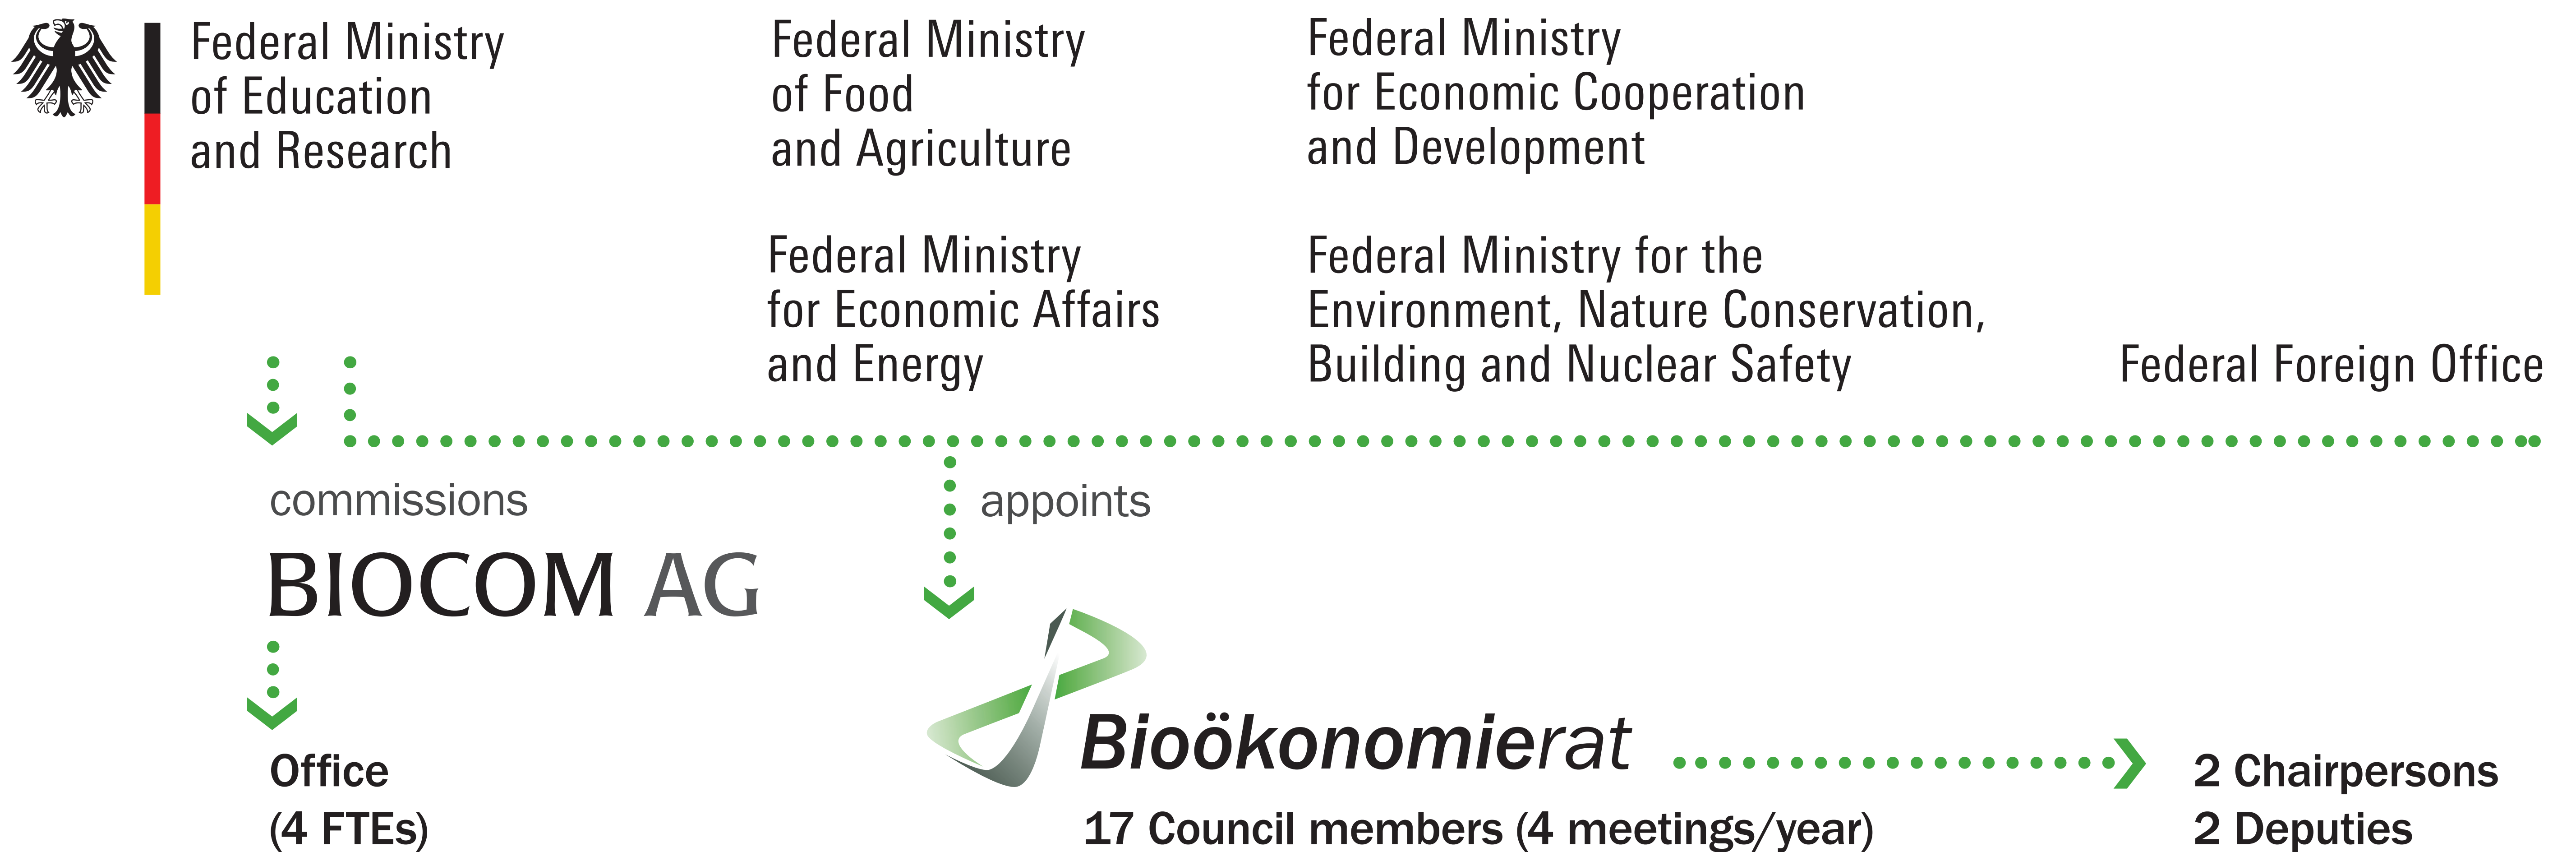 Federal Ministry
of Education
and Research
Federal Ministry
of Food
and Agriculture
Federal Ministry
for Economic Cooperation
and Development
Federal Ministry
for Economic Affairs
and Energy
Federal Ministry for the
Environment, Nature Conservation,
Building and Nuclear Safety
Federal Foreign Office
commissions
appoints
BIOCOM AG
Office
(4 FTEs)
Bioökonomierat
17 Council members (4 meetings/year)
2 Chairpersons
2 Deputies